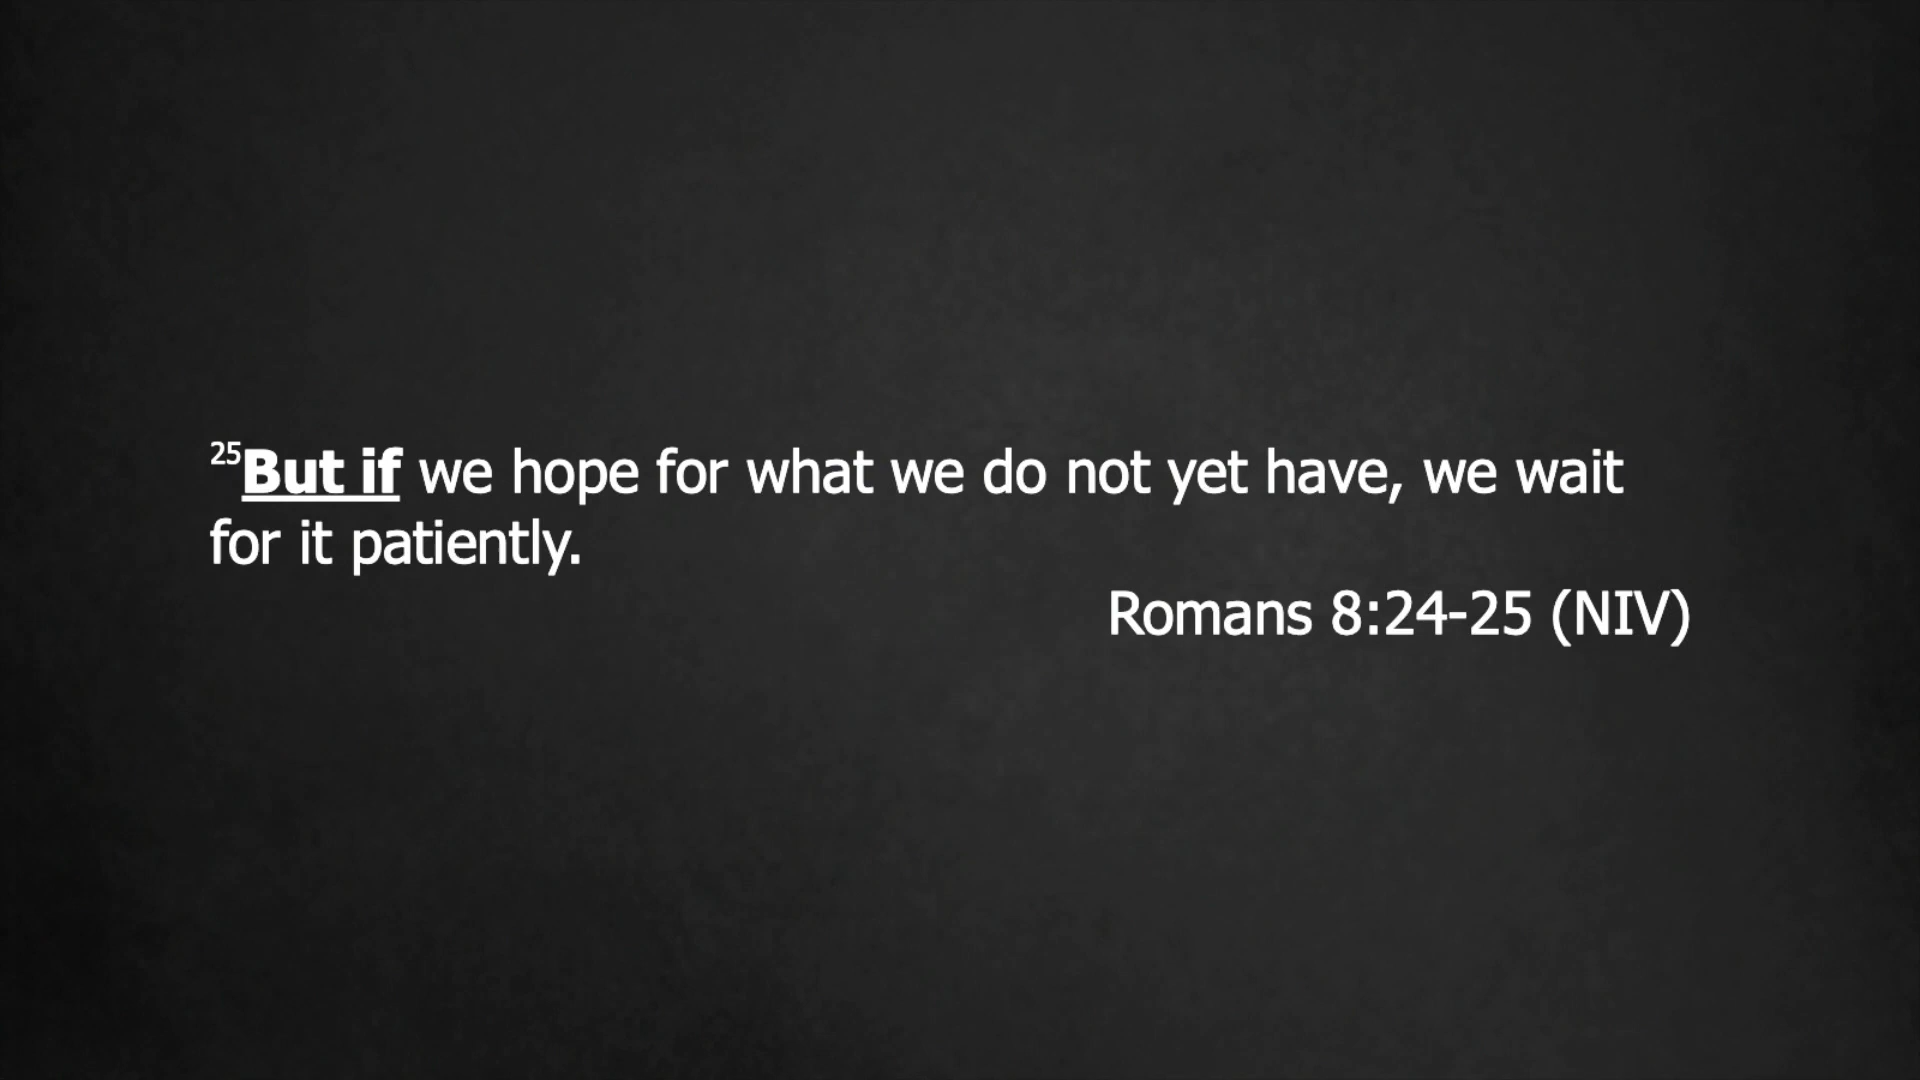 25But if we hope for what we do not yet have, we wait
for it patiently.
Romans 8:24-25 (NIV)